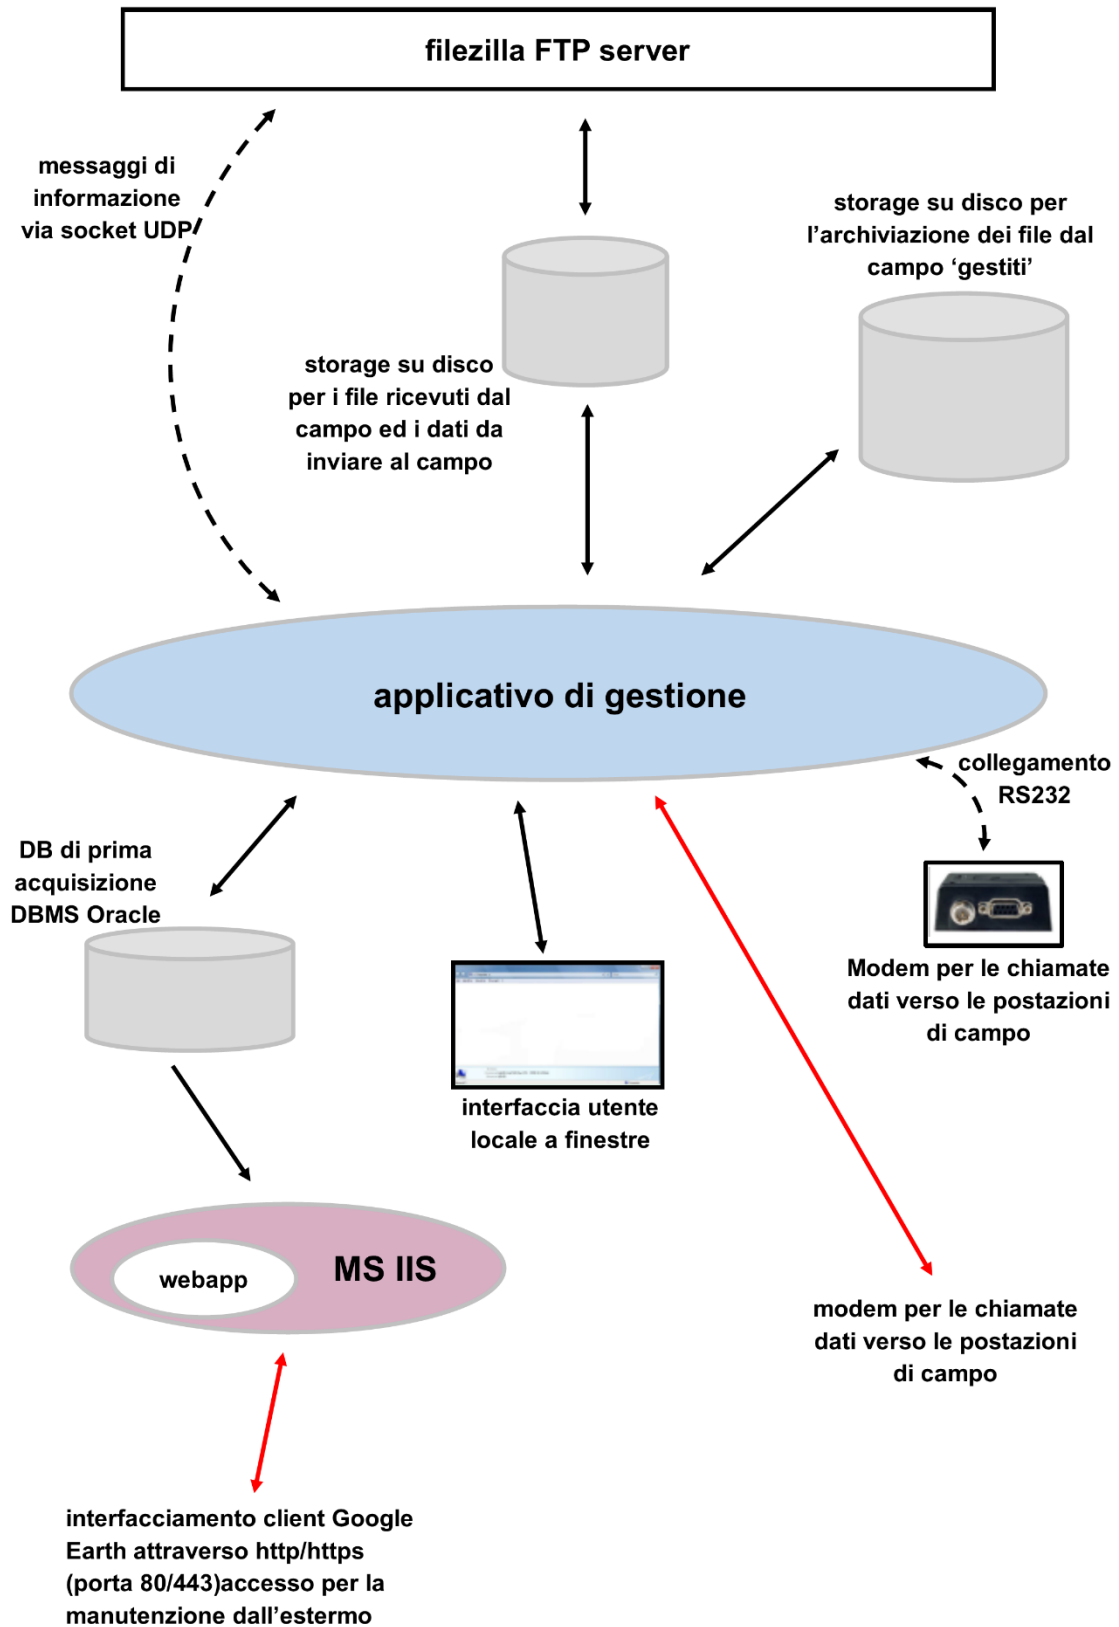 filezilla FTP server
messaggi di
informazione
via socket UDP
storage su disco per
l'archiviazione dei file dal
campo ‘gestiti’
storage su disco
per i file ricevuti dal
campo ed i dati da
inviare al campo
applicativo di gestione
collegamento
RS232
DB di prima
acquisizione
DBMS Oracle
Modem per le chiamate
dati verso le postazioni
di campo
interfaccia utente
locale a finestre
webapp
MS IIS
modem per le chiamate
dati verso le postazioni
di campo
interfacciamento client Google
Earth attraverso http/https
(porta 80/443)accesso per la
manutenzione dall'estermo